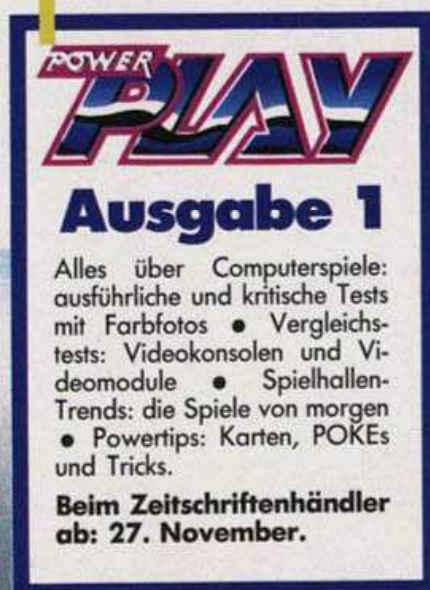 POWER
PLAY
Ausgabe 1
Alles über Computerspiele:
ausführliche und kritische Tests
mit Farbfotos ● Vergleichs-
tests: Videokonsolen und Vi-
deomodule ● Spielhallen-
Trends: die Spiele von morgen
● Powertips: Karten, POKEs
und Tricks.
Beim Zeitschriftenhändler
ab: 27. November.